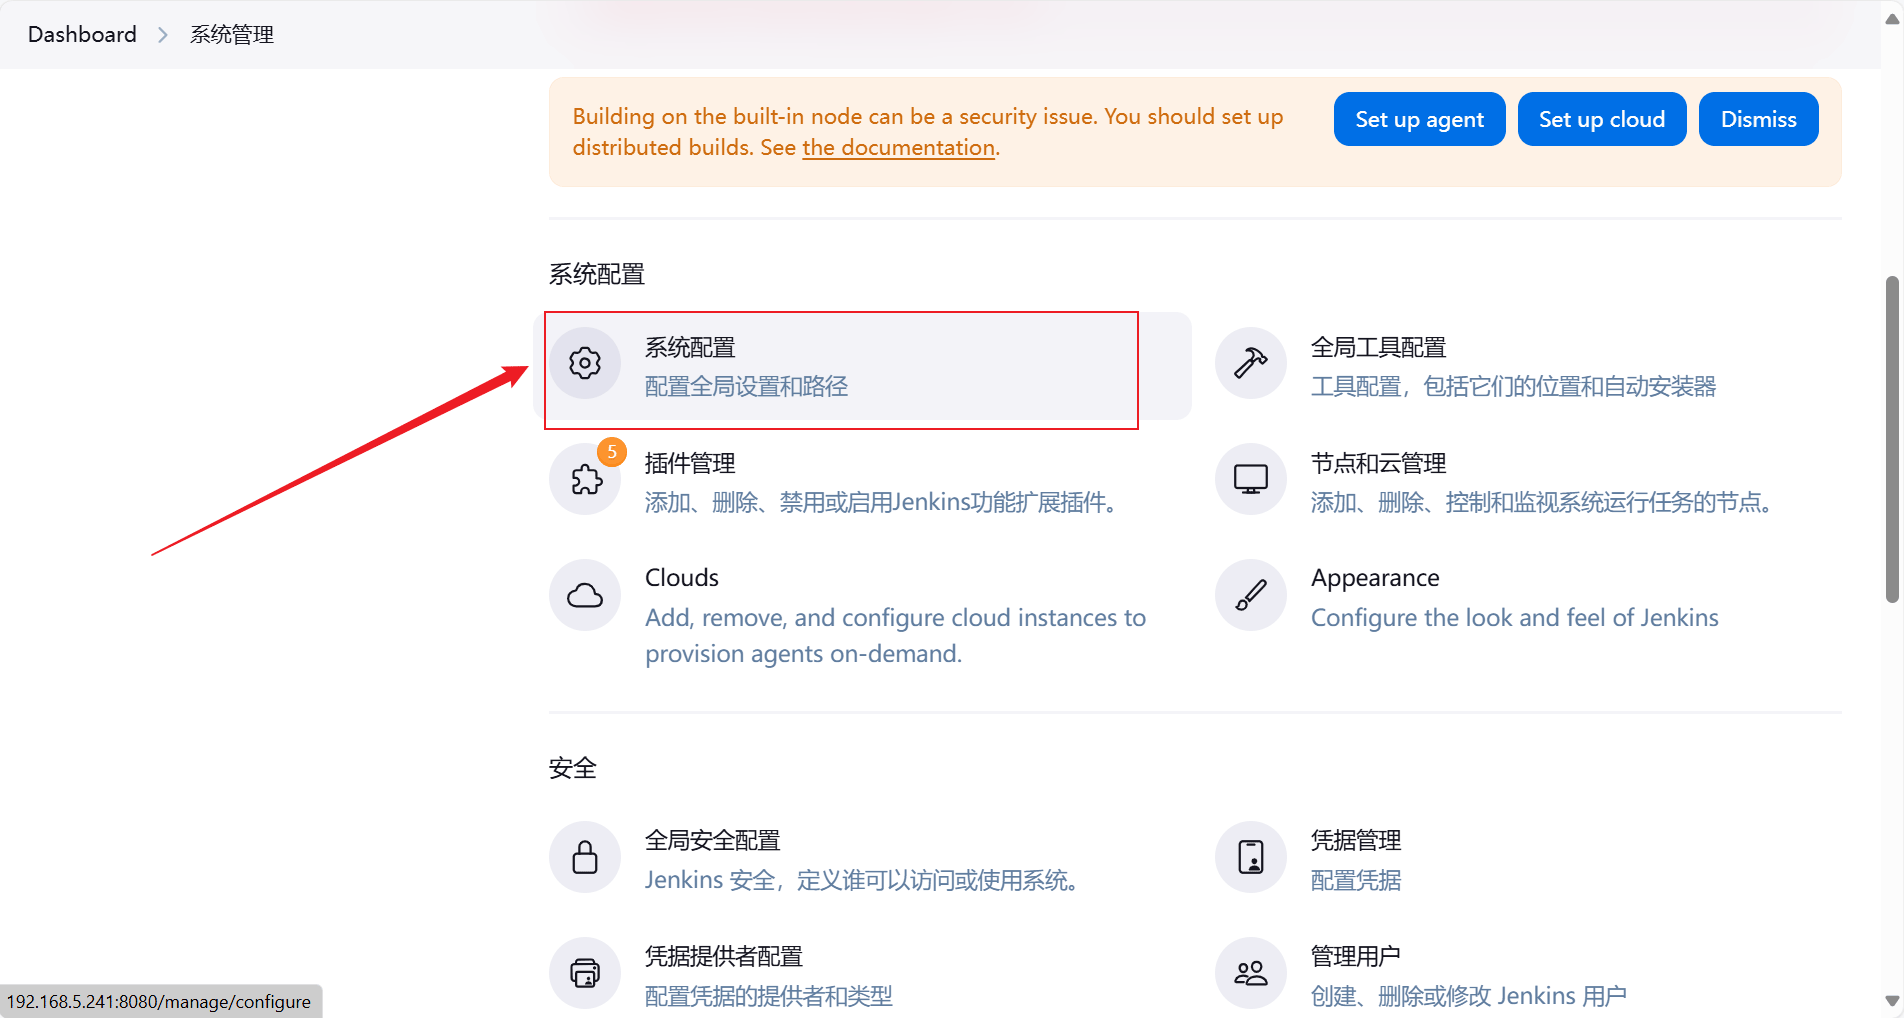 Dashboard
系统管理
Building on the built-in node can be a security issue. You should set up
distributed builds. See the documentation.
Set up agent
Set up cloud
Dismiss
系统配置
系统配置
配置全局设置和路径
全局工具配置
工具配置，包括它们的位置和自动安装器
5
插件管理
添加、删除、禁用或启用Jenkins功能扩展插件。
节点和云管理
添加、删除、控制和监视系统运行任务的节点。
Clouds
Add, remove, and configure cloud instances to
provision agents on-demand.
Appearance
Configure the look and feel of Jenkins
安全
全局安全配置
Jenkins 安全，定义谁可以访问或使用系统。
凭据管理
配置凭据
凭据提供者配置
配置凭据的提供者和类型
管理用户
创建、删除或修改 Jenkins 用户
192.168.5.241:8080/manage/configure